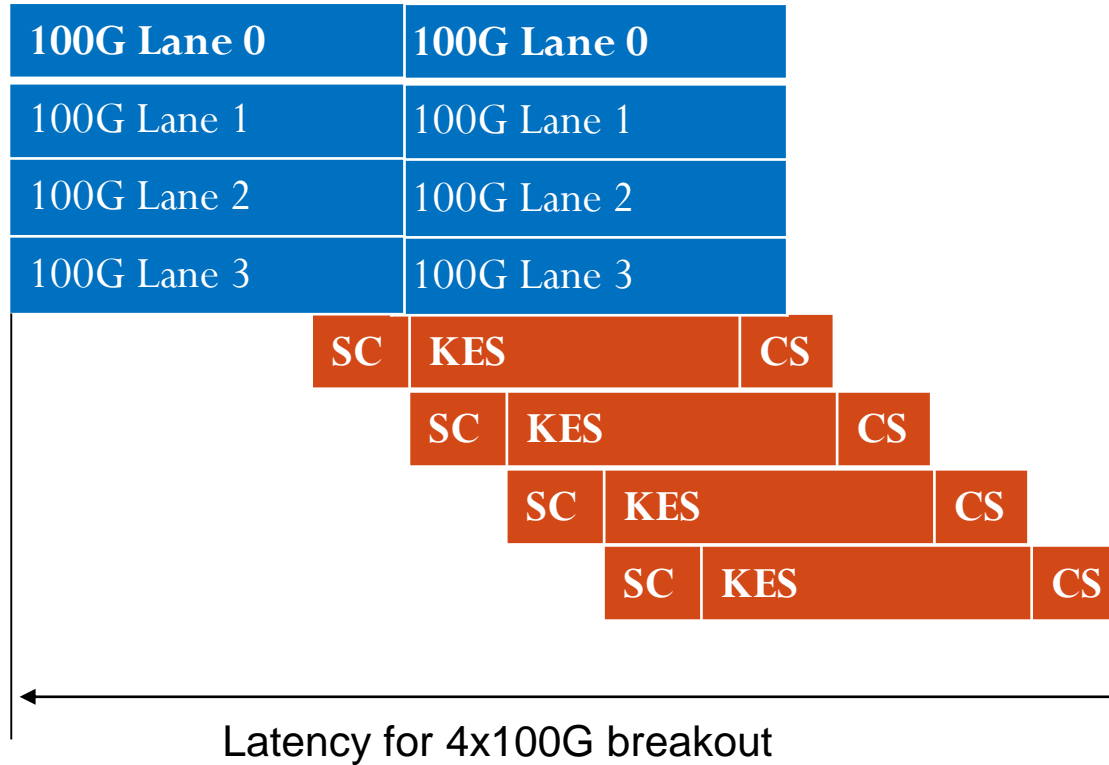 100G Lane 0 100G Lane 0
100G Lane 1 100G Lane 1
100G Lane 2 100G Lane 2
100G Lane 3 100G Lane 3
SC KES CS
SC KES CS
SC KES CS
SC KES CS
Latency for 4x100G breakout